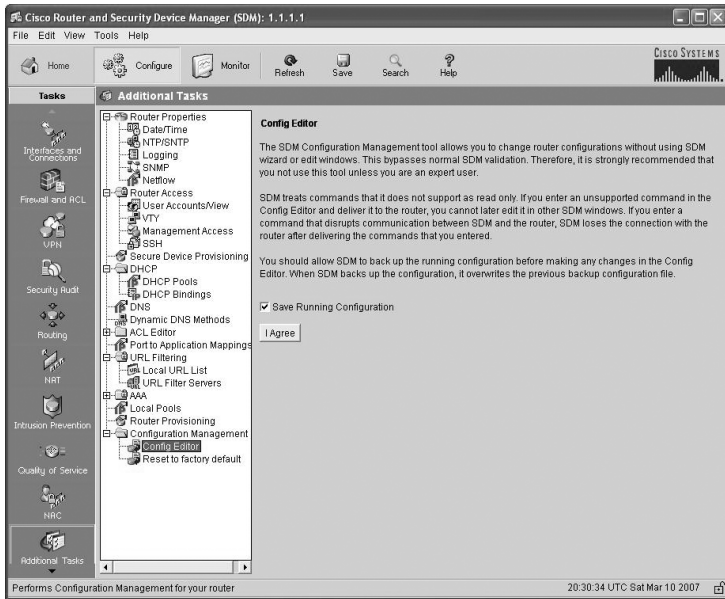 Cisco Router and Security Device Manager (SDM): 1.1.1.1
File Edit View Tools Help
Home
Configure
Monitor
Refresh
Save
Search
Help
CISCO SYSTEMS
Tasks
Additional Tasks
Interfaces and
Connections
Firewall and ACL
VPN
Security Audit
Routing
NAT
Intrusion Prevention
Quality of Service
NAC
Additional Tasks
Router Properties
Date/Time
NTP/SNTP
Logging
SNMP
Netflow
Router Access
User Accounts/View
VTY
Management Access
SSH
Secure Device Provisioning
DHCP
DHCP Pools
DHCP Bindings
DNS
Dynamic DNS Methods
ACL Editor
Port to Application Mappings
URL Filtering
Local URL List
URL Filter Servers
AAA
Local Pools
Router Provisioning
Configuration Management
Config Editor
Reset to factory default
Config Editor
The SDM Configuration Management tool allows you to change router configurations without using SDM
wizard or edit windows. This bypasses normal SDM validation. Therefore, it is strongly recommended that
you not use this tool unless you are an expert user.
SDM treats commands that it does not support as read only. If you enter an unsupported command in the
Config Editor and deliver it to the router, you cannot later edit it in other SDM windows. If you enter a
command that disrupts communication between SDM and the router, SDM loses the connection with the
router after delivering the commands that you entered.
You should allow SDM to back up the running configuration before making any changes in the Config
Editor. When SDM backs up the configuration, it overwrites the previous backup configuration file.
Save Running Configuration
I Agree
Performs Configuration Management for your router
20:30:34 UTC Sat Mar 10 2007